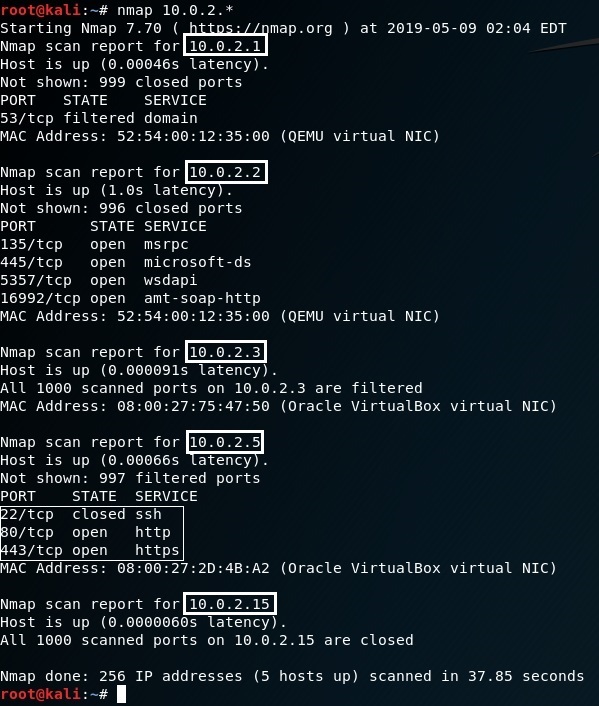 root@kali:~# nmap 10.0.2.*
Starting Nmap 7.70 ( https://nmap.org ) at 2019-05-09 02:04 EDT
Nmap scan report for 10.0.2.1
Host is up (0.00046s latency).
Not shown: 999 closed ports
PORT   STATE    SERVICE
53/tcp filtered domain
MAC Address: 52:54:00:12:35:00 (QEMU virtual NIC)

Nmap scan report for 10.0.2.2
Host is up (1.0s latency).
Not shown: 996 closed ports
PORT      STATE SERVICE
135/tcp   open  msrpc
445/tcp   open  microsoft-ds
5357/tcp  open  wsdapi
16992/tcp open  amt-soap-http
MAC Address: 52:54:00:12:35:00 (QEMU virtual NIC)

Nmap scan report for 10.0.2.3
Host is up (0.000091s latency).
All 1000 scanned ports on 10.0.2.3 are filtered
MAC Address: 08:00:27:75:47:50 (Oracle VirtualBox virtual NIC)

Nmap scan report for 10.0.2.5
Host is up (0.00066s latency).
Not shown: 997 filtered ports
PORT    STATE  SERVICE
22/tcp  closed ssh
80/tcp  open   http
443/tcp open   https
MAC Address: 08:00:27:2D:4B:A2 (Oracle VirtualBox virtual NIC)

Nmap scan report for 10.0.2.15
Host is up (0.0000060s latency).
All 1000 scanned ports on 10.0.2.15 are closed

Nmap done: 256 IP addresses (5 hosts up) scanned in 37.85 seconds
root@kali:~#